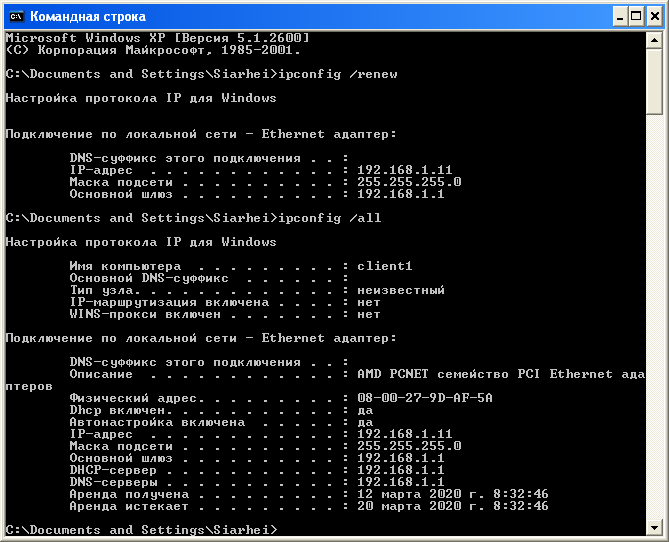 Командная строка
Microsoft Windows XP [Версия 5.1.2600]
(С) Корпорация Майкрософт, 1985-2001.
C:\Documents and Settings\Siarhei>ipconfig /renew
Настройка протокола IP для Windows
Подключение по локальной сети - Ethernet адаптер:
DNS-суффикс этого подключения . . :
IP-адрес . . . . . . . . . . . . : 192.168.1.11
Маска подсети . . . . . . . . . . : 255.255.255.0
Основной шлюз . . . . . . . . . . : 192.168.1.1
C:\Documents and Settings\Siarhei>ipconfig /all
Настройка протокола IP для Windows
Имя компьютера . . . . . . . . . : client1
Основной DNS-суффикс . . . . . . :
Тип узла. . . . . . . . . . . . . : неизвестный
IP-маршрутизация включена . . . . : нет
WINS-прокси включен . . . . . . . : нет
Подключение по локальной сети - Ethernet адаптер:
DNS-суффикс этого подключения . . :
Описание . . . . . . . . . . . . : AMD PCNET семейство PCI Ethernet ада
птеров
Физический адрес. . . . . . . . . : 08-00-27-9D-AF-5A
Dhcp включен. . . . . . . . . . . : да
Автонастройка включена . . . . . : да
IP-адрес . . . . . . . . . . . . : 192.168.1.11
Маска подсети . . . . . . . . . . : 255.255.255.0
Основной шлюз . . . . . . . . . . : 192.168.1.1
DHCP-сервер . . . . . . . . . . . : 192.168.1.1
DNS-серверы . . . . . . . . . . . : 192.168.1.1
Аренда получена . . . . . . . . . : 12 марта 2020 г. 8:32:46
Аренда истекает . . . . . . . . . : 20 марта 2020 г. 8:32:46
C:\Documents and Settings\Siarhei>